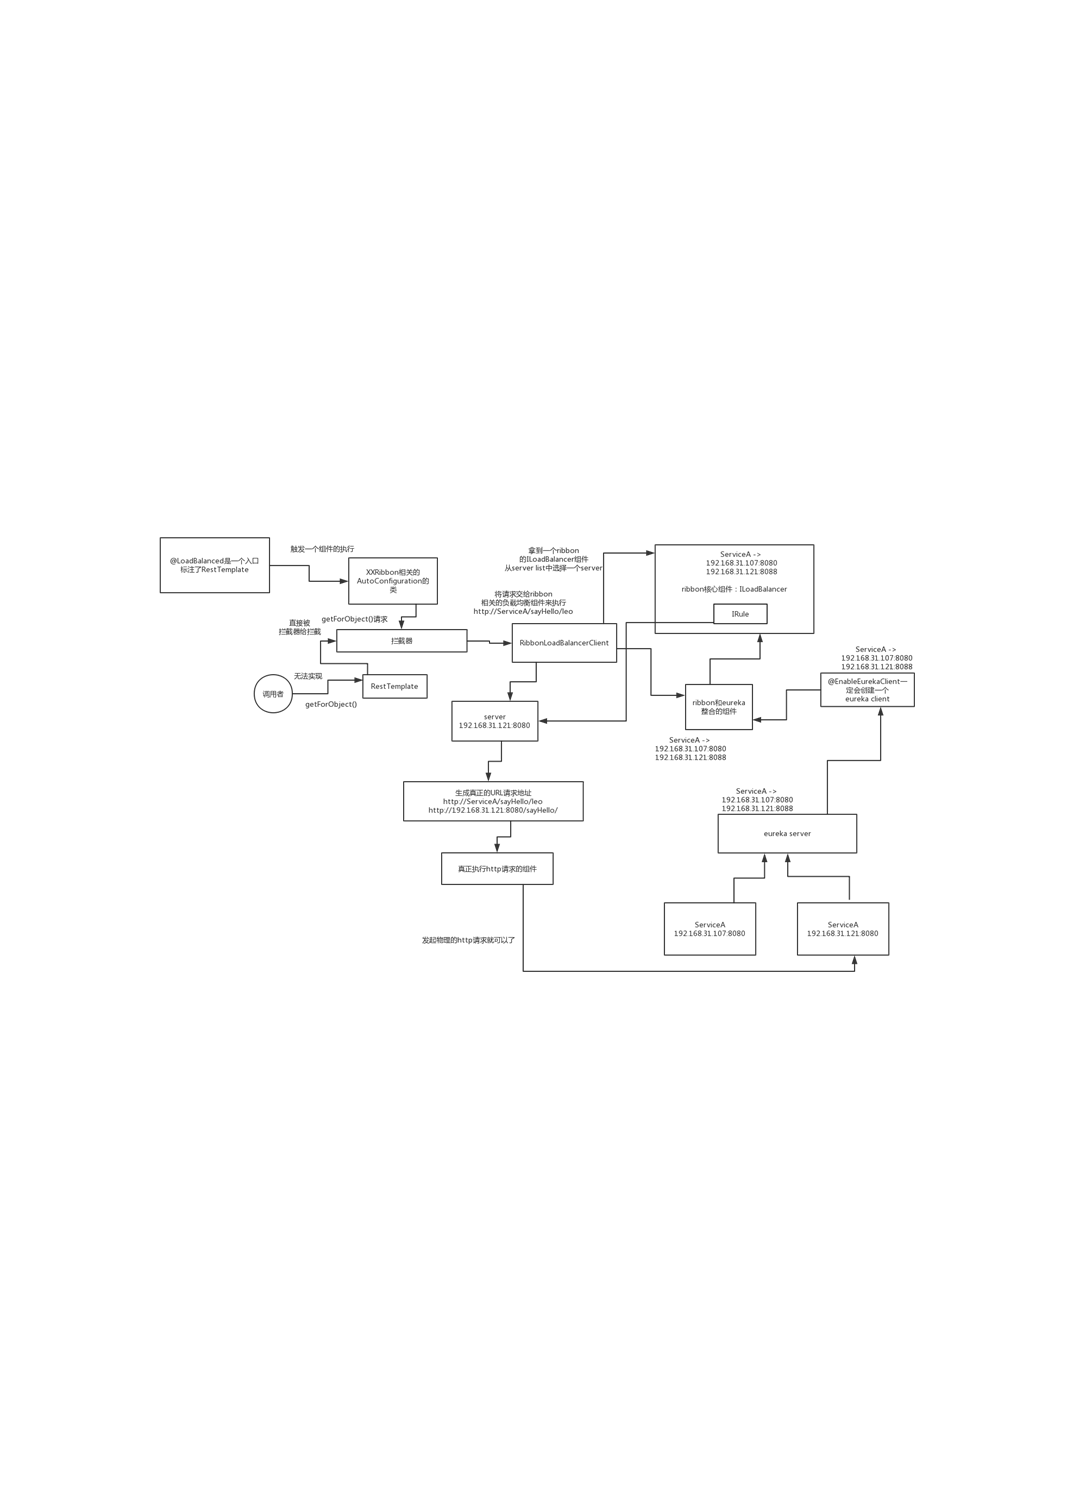 @LoadBalanced是一个入口
标注了RestTemplate
触发一个组件的执行
XXRibbon相关的
AutoConfiguration的
类
getForObject()请求
直接被
拦截器给拦截
拦截器
调用者
无法实现
getForObject()
RestTemplate
拿到一个ribbon
的ILoadBalancer组件
从server list中选择一个server
将请求交给ribbon
相关的负载均衡组件来执行
http://ServiceA/sayHello/leo
RibbonLoadBalancerClient
ServiceA ->
192.168.31.107:8080
192.168.31.121:8088
ribbon核心组件：ILoadBalancer
IRule
server
192.168.31.121:8080
ribbon和eureka
整合的组件
ServiceA ->
192.168.31.107:8080
192.168.31.121:8088
ServiceA ->
192.168.31.107:8080
192.168.31.121:8088
@EnableEurekaClient一
定会创建一个
eureka client
生成真正的URL请求地址
http://ServiceA/sayHello/leo
http://192.168.31.121:8080/sayHello/
真正执行http请求的组件
发起物理的http请求就可以了
ServiceA ->
192.168.31.107:8080
192.168.31.121:8088
eureka server
ServiceA
192.168.31.107:8080
ServiceA
192.168.31.121:8080